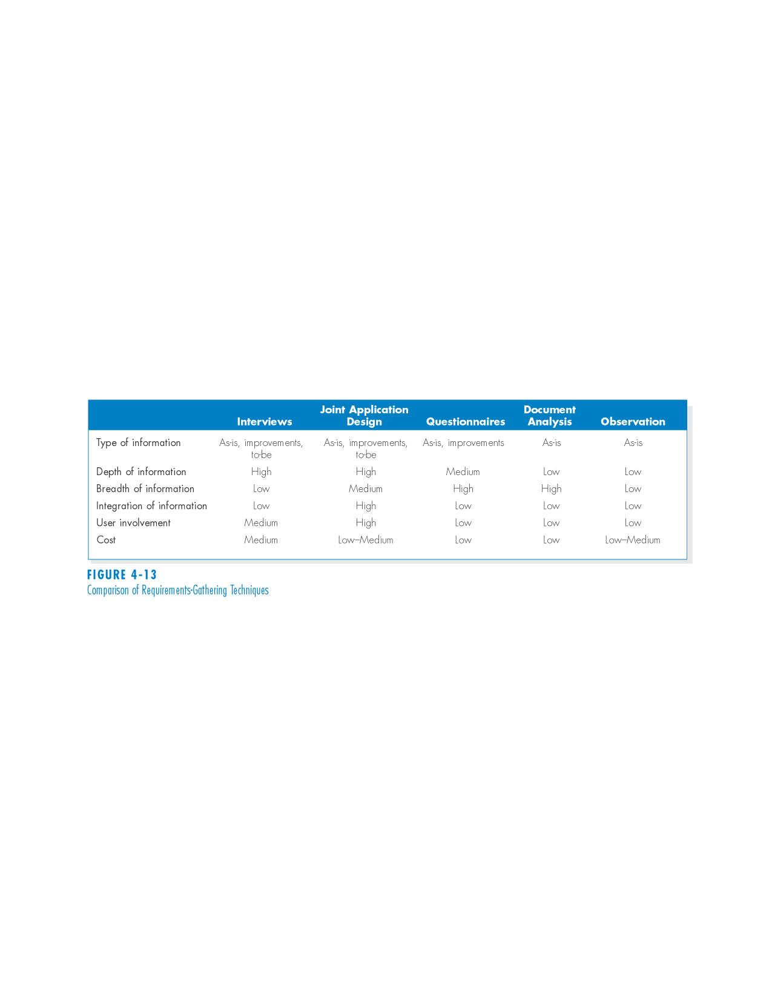 Interviews Joint Application Design Questionnaires Document Analysis Observation
Type of information As-is, improvements, to-be As-is, improvements, to-be As-is, improvements As-is As-is
Depth of information High High Medium Low Low
Breadth of information Low Medium High High Low
Integration of information Low High Low Low Low
User involvement Medium High Low Low Low
Cost Medium Low–Medium Low Low Low–Medium
FIGURE 4-13
Comparison of Requirements-Gathering Techniques